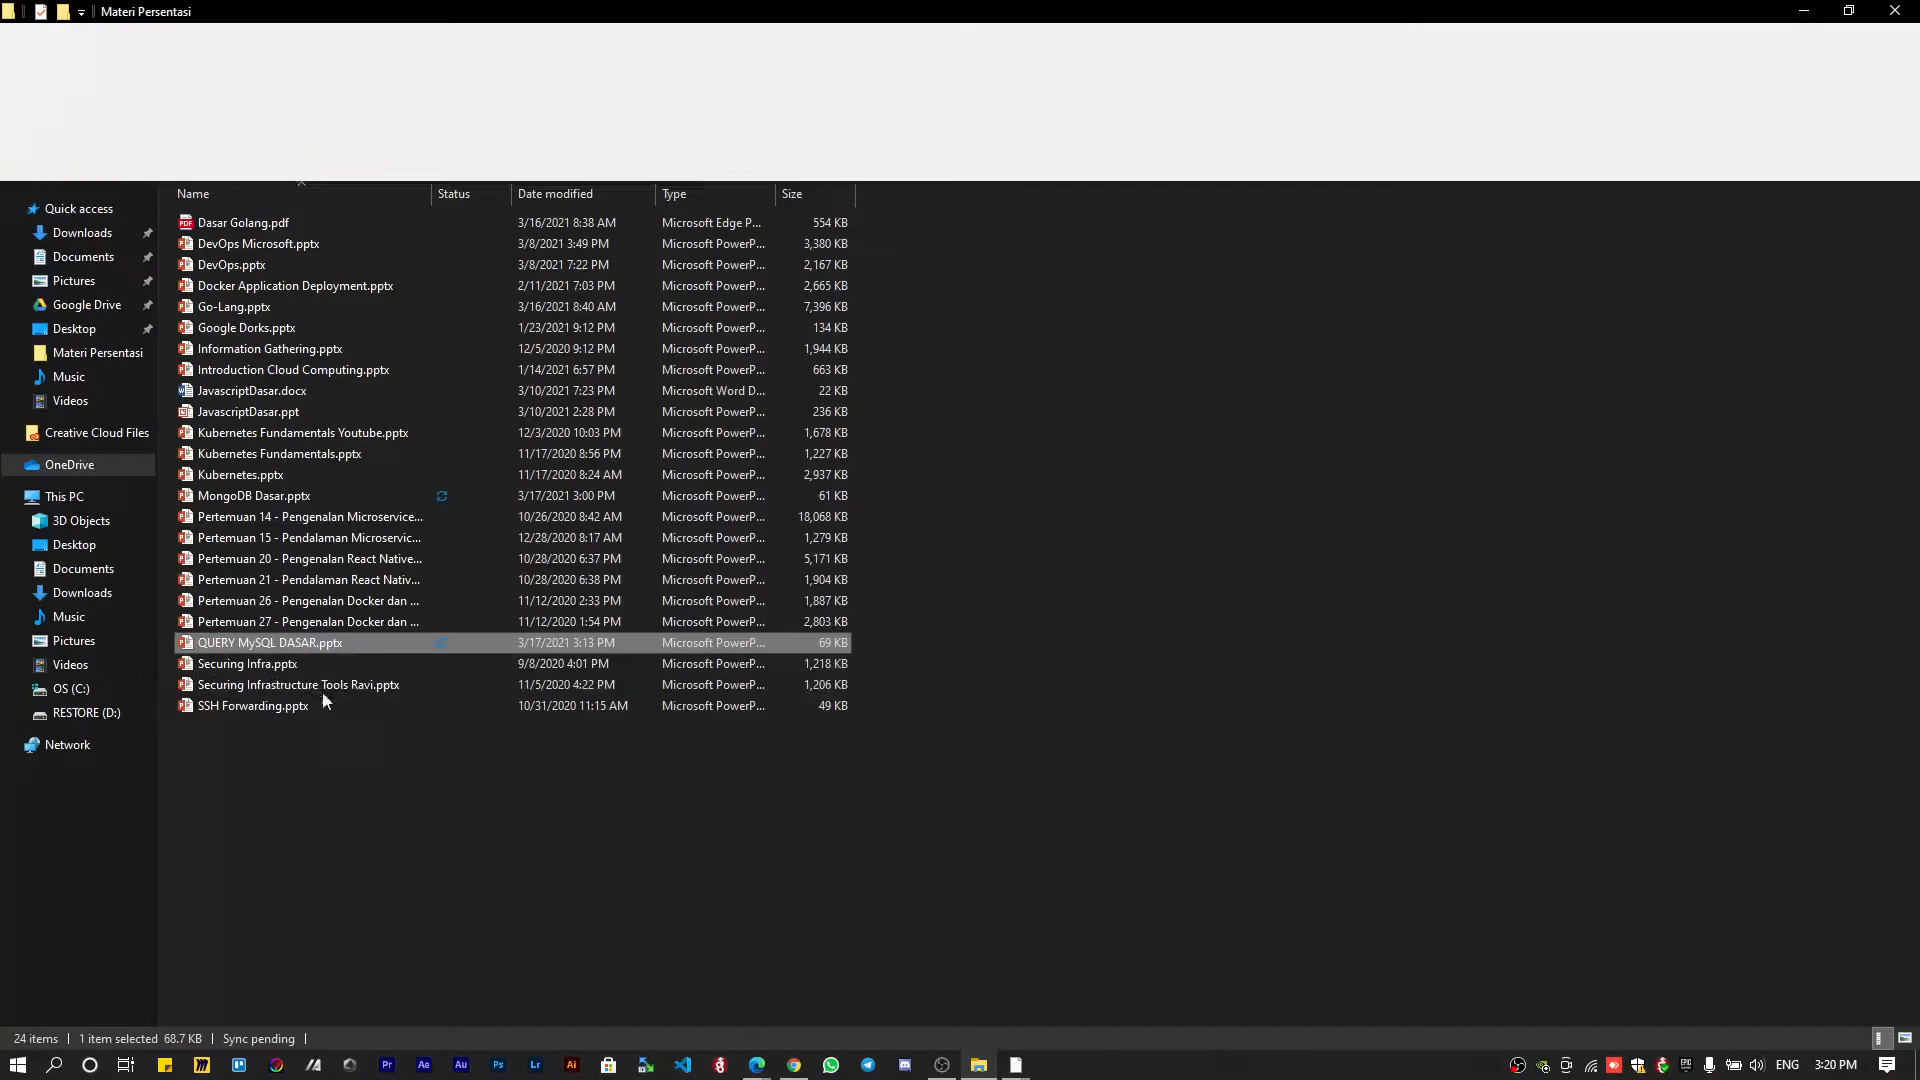 Materi Persentasi
Name Status Date modified Type Size
Quick access
Downloads
Documents
Pictures
Google Drive
Desktop
Materi Persentasi
Music
Videos
Creative Cloud Files
OneDrive
This PC
3D Objects
Desktop
Documents
Downloads
Music
Pictures
Videos
OS (C:)
RESTORE (D:)
Network
Dasar Golang.pdf 3/16/2021 8:38 AM Microsoft Edge P... 554 KB
DevOps Microsoft.pptx 3/8/2021 3:49 PM Microsoft PowerP... 3,380 KB
DevOps.pptx 3/8/2021 7:22 PM Microsoft PowerP... 2,167 KB
Docker Application Deployment.pptx 2/11/2021 7:03 PM Microsoft PowerP... 2,665 KB
Go-Lang.pptx 3/16/2021 8:40 AM Microsoft PowerP... 7,396 KB
Google Dorks.pptx 1/23/2021 9:12 PM Microsoft PowerP... 134 KB
Information Gathering.pptx 12/5/2020 9:12 PM Microsoft PowerP... 1,944 KB
Introduction Cloud Computing.pptx 1/14/2021 6:57 PM Microsoft PowerP... 663 KB
JavascriptDasar.docx 3/10/2021 7:23 PM Microsoft Word D... 22 KB
JavascriptDasar.ppt 3/10/2021 2:28 PM Microsoft PowerP... 236 KB
Kubernetes Fundamentals Youtube.pptx 12/3/2020 10:03 PM Microsoft PowerP... 1,678 KB
Kubernetes Fundamentals.pptx 11/17/2020 8:56 PM Microsoft PowerP... 1,227 KB
Kubernetes.pptx 11/17/2020 8:24 AM Microsoft PowerP... 2,937 KB
MongoDB Dasar.pptx 3/17/2021 3:00 PM Microsoft PowerP... 61 KB
Pertemuan 14 - Pengenalan Microservice... 10/26/2020 8:42 AM Microsoft PowerP... 18,068 KB
Pertemuan 15 - Pendalaman Microservic... 12/28/2020 8:17 AM Microsoft PowerP... 1,279 KB
Pertemuan 20 - Pengenalan React Native... 10/28/2020 6:37 PM Microsoft PowerP... 5,171 KB
Pertemuan 21 - Pendalaman React Nativ... 10/28/2020 6:38 PM Microsoft PowerP... 1,904 KB
Pertemuan 26 - Pengenalan Docker dan ... 11/12/2020 2:33 PM Microsoft PowerP... 1,887 KB
Pertemuan 27 - Pengenalan Docker dan ... 11/12/2020 1:54 PM Microsoft PowerP... 2,803 KB
QUERY MySQL DASAR.pptx 3/17/2021 3:13 PM Microsoft PowerP... 69 KB
Securing Infra.pptx 9/8/2020 4:01 PM Microsoft PowerP... 1,218 KB
Securing Infrastructure Tools Ravi.pptx 11/5/2020 4:22 PM Microsoft PowerP... 1,206 KB
SSH Forwarding.pptx 10/31/2020 11:15 AM Microsoft PowerP... 49 KB
24 items 1 item selected 68.7 KB Sync pending
Pr Ae Au Ps Lr Ai ENG 3:20 PM